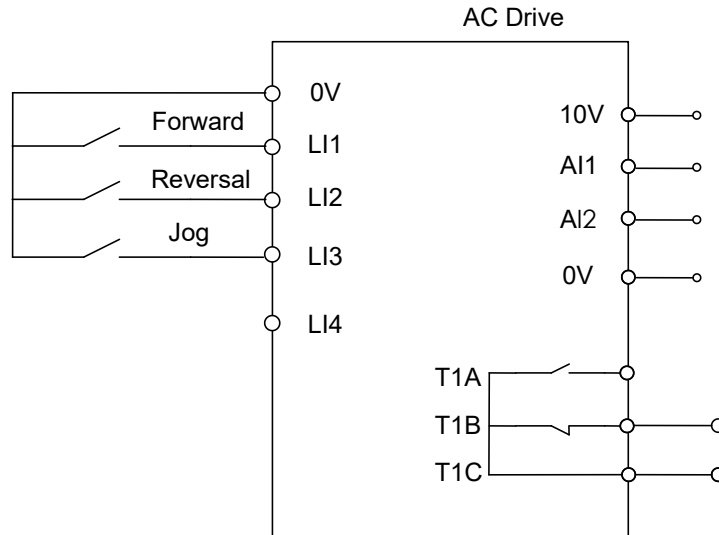 AC Drive
0V
Forward
LI1
Reversal
LI2
Jog
LI3
LI4
10V
AI1
AI2
0V
T1A
T1B
T1C